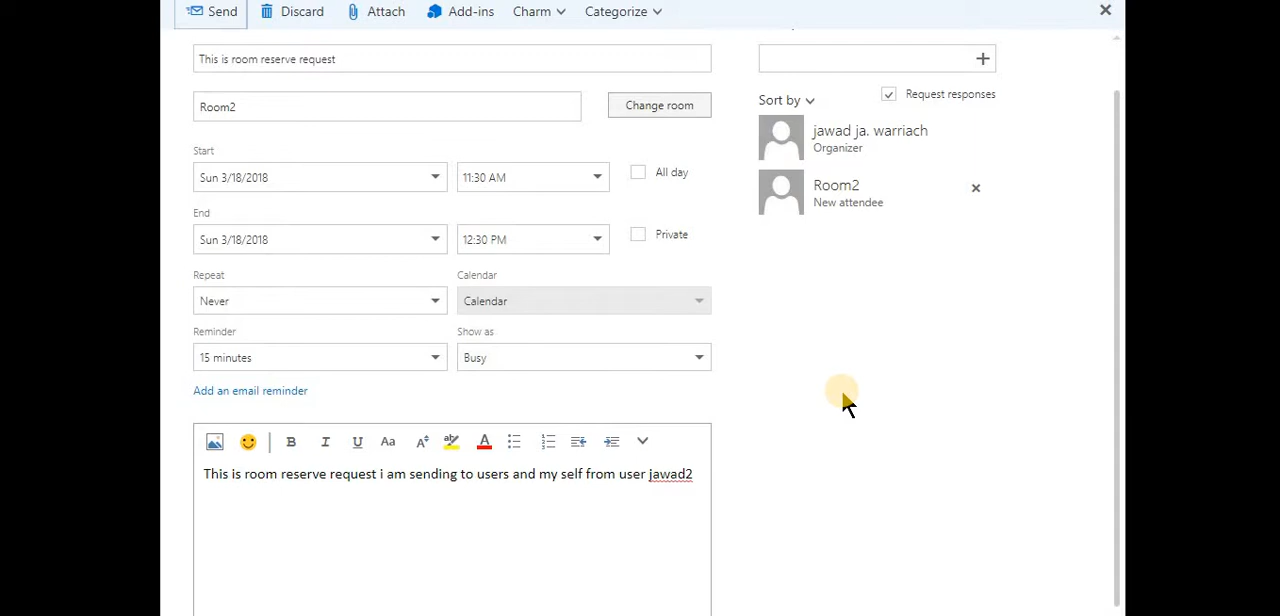 Send Discard Attach Add-ins Charm Categorize
This is room reserve request
Room2 Change room
Sort by Request responses
jawad ja. warriach
Organizer
Room2
New attendee
Start
Sun 3/18/2018 11:30 AM All day
End
Sun 3/18/2018 12:30 PM Private
Repeat Calendar
Never Calendar
Reminder Show as
15 minutes Busy
Add an email reminder
B I U Aa A ab A
This is room reserve request i am sending to users and my self from user jawad2